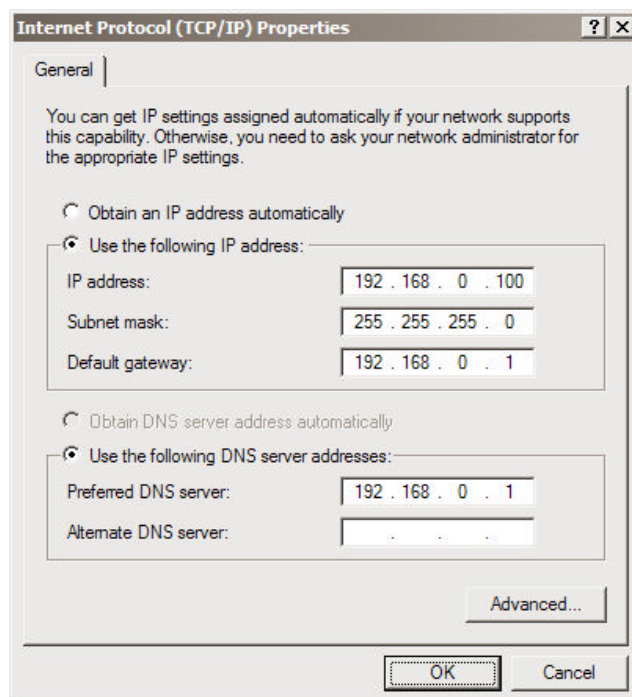 Internet Protocol (TCP/IP) Properties
General
You can get IP settings assigned automatically if your network supports
this capability. Otherwise, you need to ask your network administrator for
the appropriate IP settings.
Obtain an IP address automatically
Use the following IP address:
IP address: 192 . 168 . 0 . 100
Subnet mask: 255 . 255 . 255 . 0
Default gateway: 192 . 168 . 0 . 1
Obtain DNS server address automatically
Use the following DNS server addresses:
Preferred DNS server: 192 . 168 . 0 . 1
Alternate DNS server: . . .
Advanced...
OK Cancel